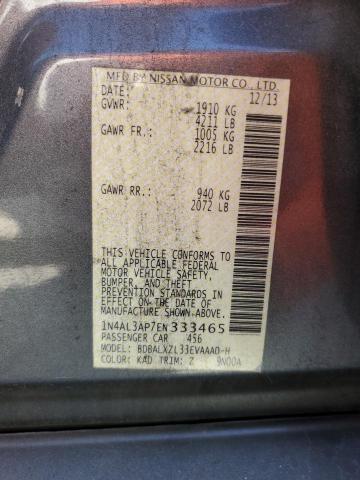 MFD BY NISSAN MOTOR CO., LTD.
DATE: 12/13
GVWR: 1910 KG
4211 LB
GAWR FR.: 1005 KG
2216 LB
GAWR RR.: 940 KG
2072 LB
THIS VEHICLE CONFORMS TO
ALL APPLICABLE FEDERAL
MOTOR VEHICLE SAFETY,
BUMPER, AND THEFT
PREVENTION STANDARDS IN
EFFECT ON THE DATE OF
MANUFACTURE SHOWN ABOVE.
1N4AL3AP7EN333465
PASSENGER CAR 456
MODEL: BDBALXZL33EVAAAD-H
COLOR: KAD TRIM: Z 9N00A